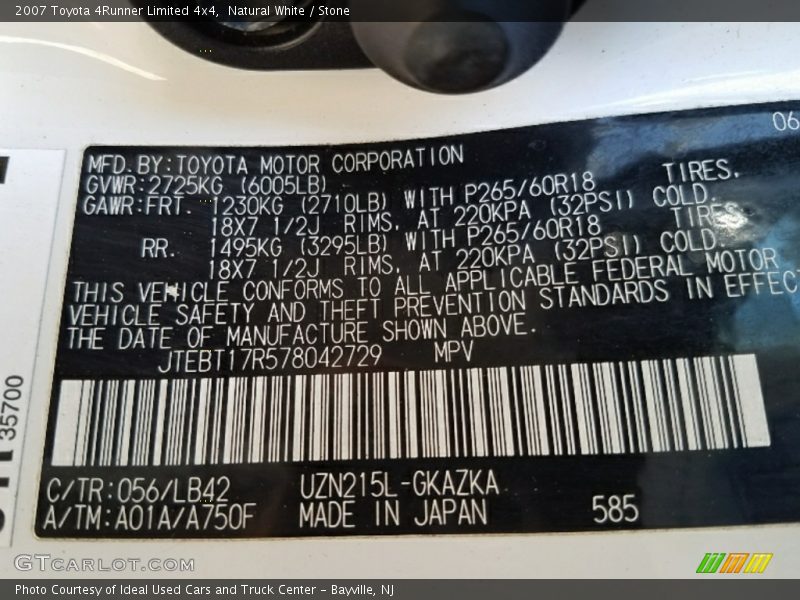 2007 Toyota 4Runner Limited 4x4, Natural White / Stone
06
MFD. BY: TOYOTA MOTOR CORPORATION
GVWR: 2725KG (6005LB)
GAWR: FRT. 1230KG (2710LB) WITH P265/60R18 TIRES,
18X7 1/2J RIMS, AT 220KPA (32PSI) COLD.
RR. 1495KG (3295LB) WITH P265/60R18 TIRES,
18X7 1/2J RIMS, AT 220KPA (32PSI) COLD.
THIS VEHICLE CONFORMS TO ALL APPLICABLE FEDERAL MOTOR
VEHICLE SAFETY AND THEFT PREVENTION STANDARDS IN EFFECT
THE DATE OF MANUFACTURE SHOWN ABOVE.
JTEBT17R578042729 MPV
C/TR: 056/LB42 UZN215L-GKAZKA
A/TM: A01A/A750F MADE IN JAPAN 585
35700
GTCARLOT.COM
Photo Courtesy of Ideal Used Cars and Truck Center - Bayville, NJ